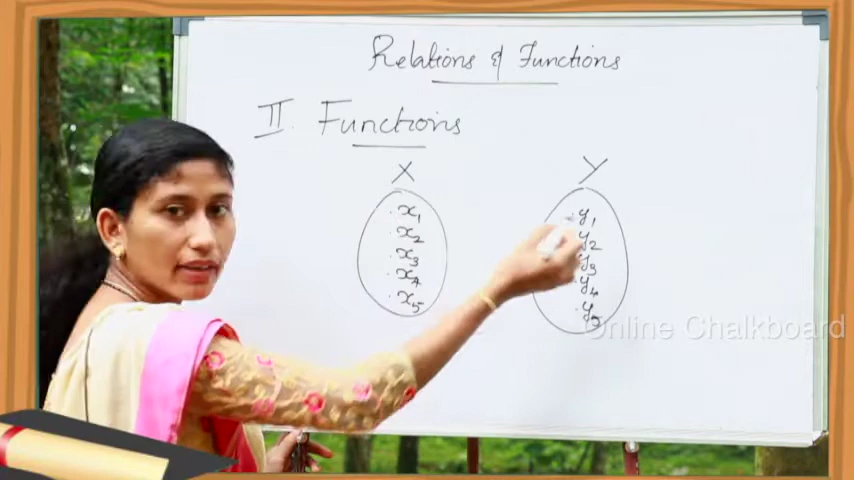 Relations & Functions
II Functions
X Y
x1 y1
x2 y2
x3 y3
x4 y4
x5 y5
Online Chalkboard